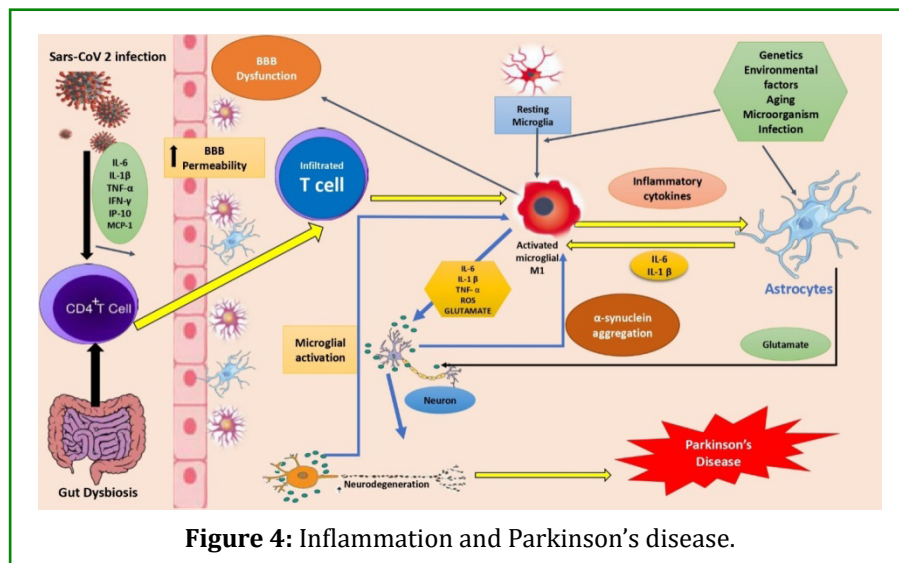 Sars-CoV 2 infection
IL-6
IL-1β
TNF-α
IFN-γ
IP-10
MCP-1
CD4+T Cell
Gut Dysbiosis
BBB
Dysfunction
BBB
Permeability
Infiltrated
T cell
Resting
Microglia
Genetics
Environmental
factors
Aging
Microorganism
Infection
Inflammatory
cytokines
Activated
microglial
M1
IL-6
IL-1 β
Astrocytes
IL-6
IL-1 β
TNF- α
ROS
GLUTAMATE
Microglial
activation
α-synuclein
aggregation
Glutamate
Neuron
Neurodegeneration
Parkinson's
Disease
Figure 4: Inflammation and Parkinson's disease.